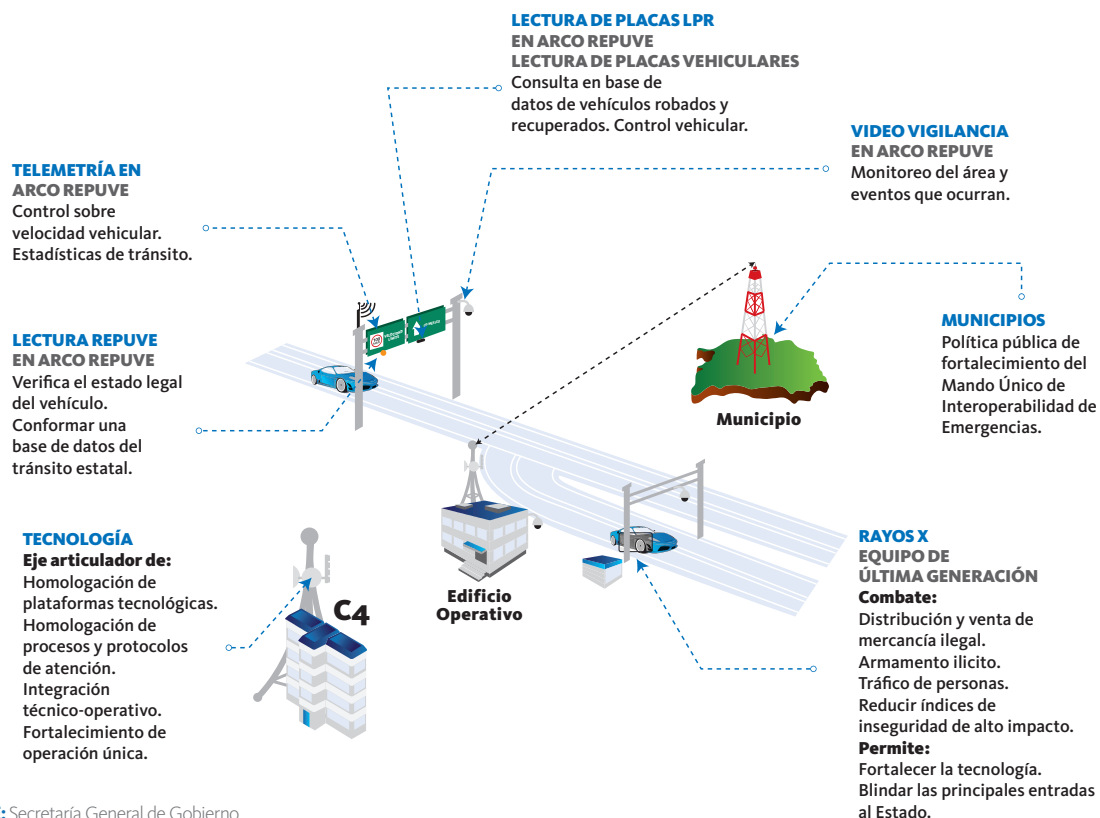 LECTURA DE PLACAS LPR
EN ARCO REPUVE
LECTURA DE PLACAS VEHICULARES
Consulta en base de
datos de vehículos robados y
recuperados. Control vehicular.
VIDEO VIGILANCIA
EN ARCO REPUVE
Monitoreo del área y
eventos que ocurran.
TELEMETRÍA EN
ARCO REPUVE
Control sobre
velocidad vehicular.
Estadísticas de tránsito.
LECTURA REPUVE
EN ARCO REPUVE
Verifica el estado legal
del vehículo.
Conformar una
base de datos del
tránsito estatal.
MUNICIPIOS
Política pública de
fortalecimiento del
Mando Único de
Interoperabilidad de
Emergencias.
Municipio
TECNOLOGÍA
Eje articulador de:
Homologación de
plataformas tecnológicas.
Homologación de
procesos y protocolos
de atención.
Integración
técnico-operativo.
Fortalecimiento de
operación única.
C4
Edificio
Operativo
RAYOS X
EQUIPO DE
ÚLTIMA GENERACIÓN
Combate:
Distribución y venta de
mercancía ilegal.
Armamento ilicito.
Tráfico de personas.
Reducir índices de
inseguridad de alto impacto.
Permite:
Fortalecer la tecnología.
Blindar las principales entradas
al Estado.
: Secretaría General de Gobierno